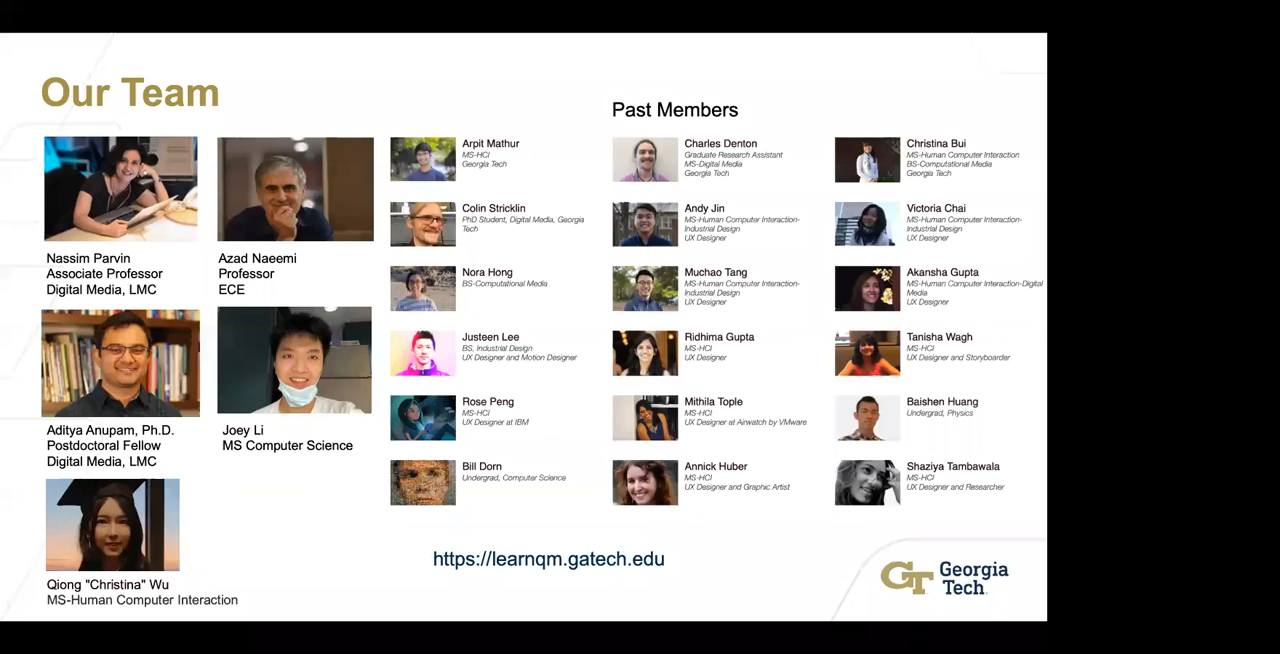 Our Team
Nassim Parvin
Associate Professor
Digital Media, LMC
Azad Naeemi
Professor
ECE
Aditya Anupam, Ph.D.
Postdoctoral Fellow
Digital Media, LMC
Joey Li
MS Computer Science
Qiong "Christina" Wu
MS-Human Computer Interaction
Past Members
Arpit Mathur
MS-HCI
Georgia Tech
Colin Stricklin
PhD Student, Digital Media, Georgia
Tech
Nora Hong
BS-Computational Media
Justeen Lee
BS, Industrial Design
UX Designer and Motion Designer
Rose Peng
MS-HCI
UX Designer at IBM
Bill Dorn
Undergrad, Computer Science
Charles Denton
Graduate Research Assistant
MS-Digital Media
Georgia Tech
Andy Jin
MS-Human Computer Interaction-
Industrial Design
UX Designer
Muchao Tang
MS-Human Computer Interaction-
Industrial Design
UX Designer
Ridhima Gupta
MS-HCI
UX Designer
Mithila Tople
MS-HCI
UX Designer at Airwatch by VMware
Annick Huber
MS-HCI
UX Designer and Graphic Artist
Christina Bui
MS-Human Computer Interaction
BS-Computational Media
Georgia Tech
Victoria Chai
MS-Human Computer Interaction-
Industrial Design
UX Designer
Akansha Gupta
MS-Human Computer Interaction-Digital
Media
UX Designer
Tanisha Wagh
MS-HCI
UX Designer and Storyboarder
Baishen Huang
Undergrad, Physics
Shaziya Tambawala
MS-HCI
UX Designer and Researcher
https://learnqm.gatech.edu
GT Georgia
Tech